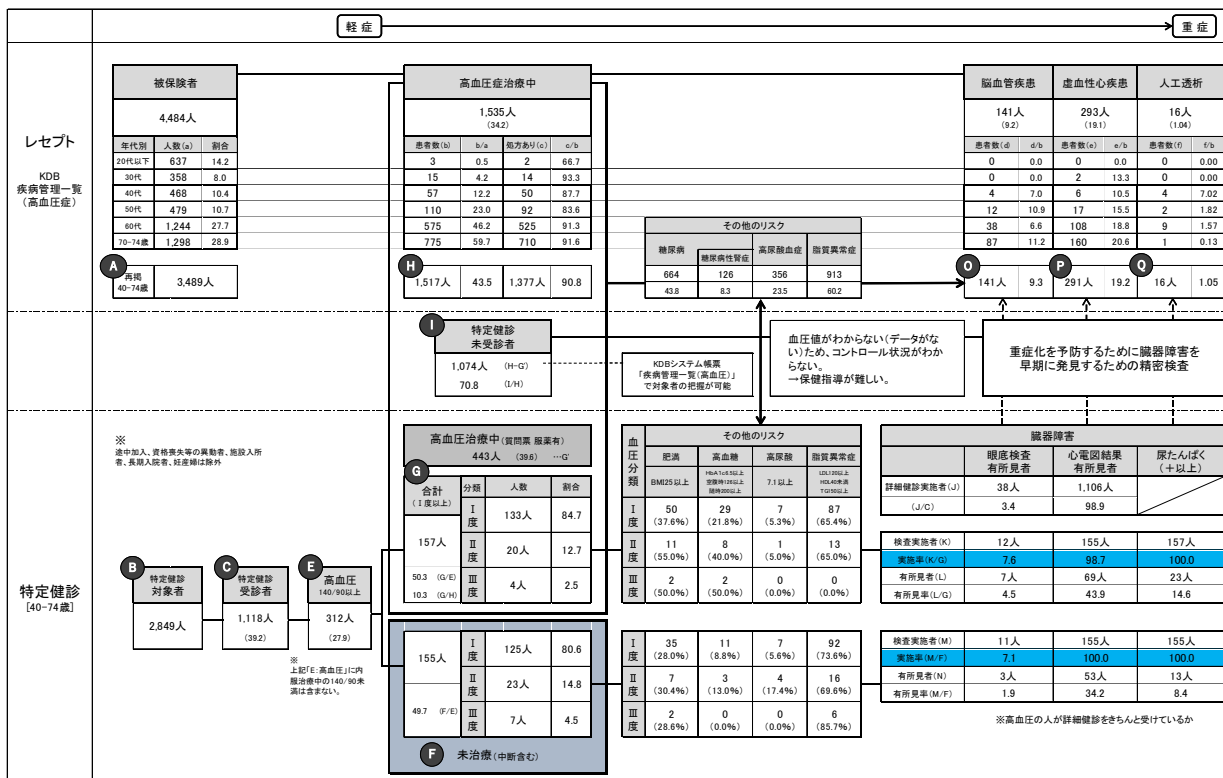 軽症
重症
レセプト
KDB
疾病管理一覧
(高血圧症)
被保険者
4,484人
年代別 人数(a) 割合
20代以下 637 14.2
30代 358 8.0
40代 468 10.4
50代 479 10.7
60代 1,244 27.7
70-74歳 1,298 28.9
A
再掲
40-74歳
3,489人
高血圧症治療中
1,535人
(34.2)
患者数(b) b/a 処方あり(c) c/b
3 0.5 2 66.7
15 4.2 14 93.3
57 12.2 50 87.7
110 23.0 92 83.6
575 46.2 525 91.3
775 59.7 710 91.6
H
1,517人 43.5 1,377人 90.8
その他のリスク
糖尿病 糖尿病性腎症 高尿酸血症 脂質異常症
664 126 356 913
43.8 8.3 23.5 60.2
脳血管疾患 虚血性心疾患 人工透析
141人 293人 16人
(9.2) (19.1) (1.04)
患者数(d) d/b 患者数(e) e/b 患者数(f) f/b
0 0.0 0 0.0 0 0.00
0 0.0 2 13.3 0 0.00
4 7.0 6 10.5 4 7.02
12 10.9 17 15.5 2 1.82
38 6.6 108 18.8 9 1.57
87 11.2 160 20.6 1 0.13
O P Q
141人 9.3 291人 19.2 16人 1.05
I
特定健診
未受診者
1,074人 (H-G')
70.8 (I/H)
KDBシステム帳票
「疾病管理一覧(高血圧)」
で対象者の把握が可能
血圧値がわからない(データがな
い)ため、コントロール状況がわか
らない。
→保健指導が難しい。
重症化を予防するために臓器障害を
早期に発見するための精密検査
特定健診
[40-74歳]
※
途中加入、資格喪失等の異動者、施設入所
者、長期入院者、妊産婦は除外
B
特定健診
対象者
2,849人
C
特定健診
受診者
1,118人
(39.2)
E
高血圧
140/90以上
312人
(27.9)
※
上記「E:高血圧」に内
服治療中の140/90未
満は含まない。
高血圧治療中(質問票 服薬有)
443人 (39.6) …G'
G
合計
(Ⅰ度以上)
分類 人数 割合
157人
50.3 (G/E)
10.3 (G/H)
Ⅰ度 133人 84.7
Ⅱ度 20人 12.7
Ⅲ度 4人 2.5
155人
49.7 (F/E)
Ⅰ度 125人 80.6
Ⅱ度 23人 14.8
Ⅲ度 7人 4.5
F 未治療(中断含む)
血圧分類
その他のリスク
肥満 高血糖 高尿酸 脂質異常症
BMI25以上
HbA1c6.5以上
空腹時126以上
随時200以上
7.1以上
LDL120以上
HDL40未満
TG150以上
Ⅰ度 50 29 7 87
(37.6%) (21.8%) (5.3%) (65.4%)
Ⅱ度 11 8 1 13
(55.0%) (40.0%) (5.0%) (65.0%)
Ⅲ度 2 2 0 0
(50.0%) (50.0%) (0.0%) (0.0%)
Ⅰ度 35 11 7 92
(28.0%) (8.8%) (5.6%) (73.6%)
Ⅱ度 7 3 4 16
(30.4%) (13.0%) (17.4%) (69.6%)
Ⅲ度 2 0 0 6
(28.6%) (0.0%) (0.0%) (85.7%)
臓器障害
眼底検査
有所見者
心電図結果
有所見者
尿たんぱく
(+以上)
詳細健診実施者(J) 38人 1,106人
(J/C) 3.4 98.9
検査実施者(K) 12人 155人 157人
実施率(K/G) 7.6 98.7 100.0
有所見者(L) 7人 69人 23人
有所見率(L/G) 4.5 43.9 14.6
検査実施者(M) 11人 155人 155人
実施率(M/F) 7.1 100.0 100.0
有所見者(N) 3人 53人 13人
有所見率(M/F) 1.9 34.2 8.4
※高血圧の人が詳細健診をきちんと受けているか